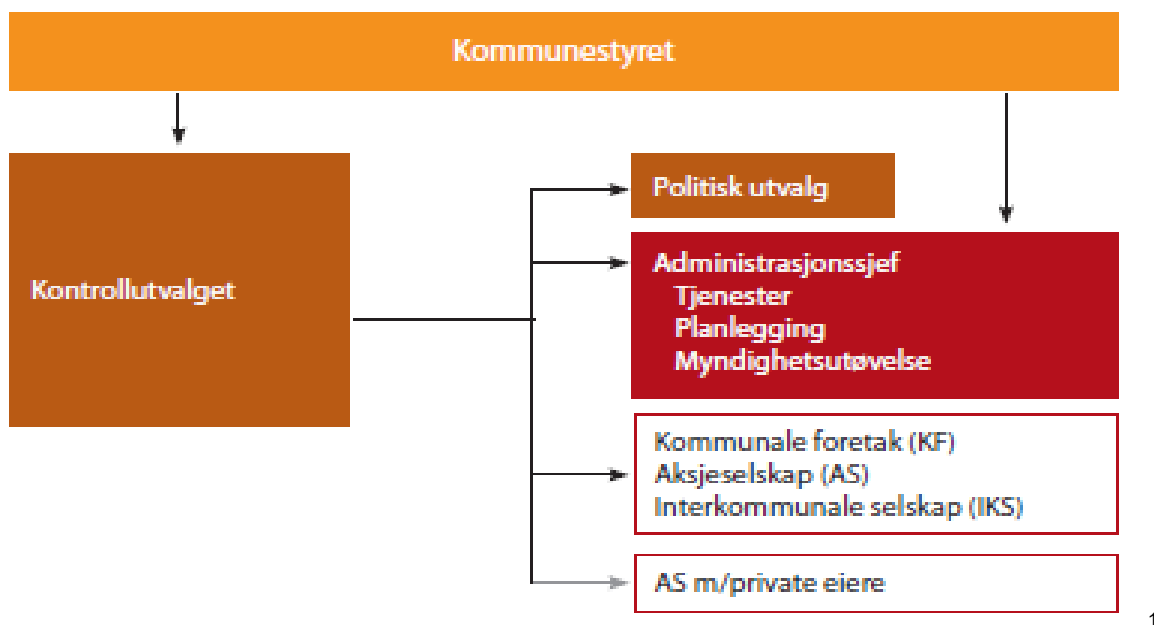 Kommunestyret
Kontrollutvalget
Politisk utvalg
Administrasjonssjef
Tjenester
Planlegging
Myndighetsutøvelse
Kommunale foretak (KF)
Aksjeselskap (AS)
Interkommunale selskap (IKS)
AS m/private eiere
1